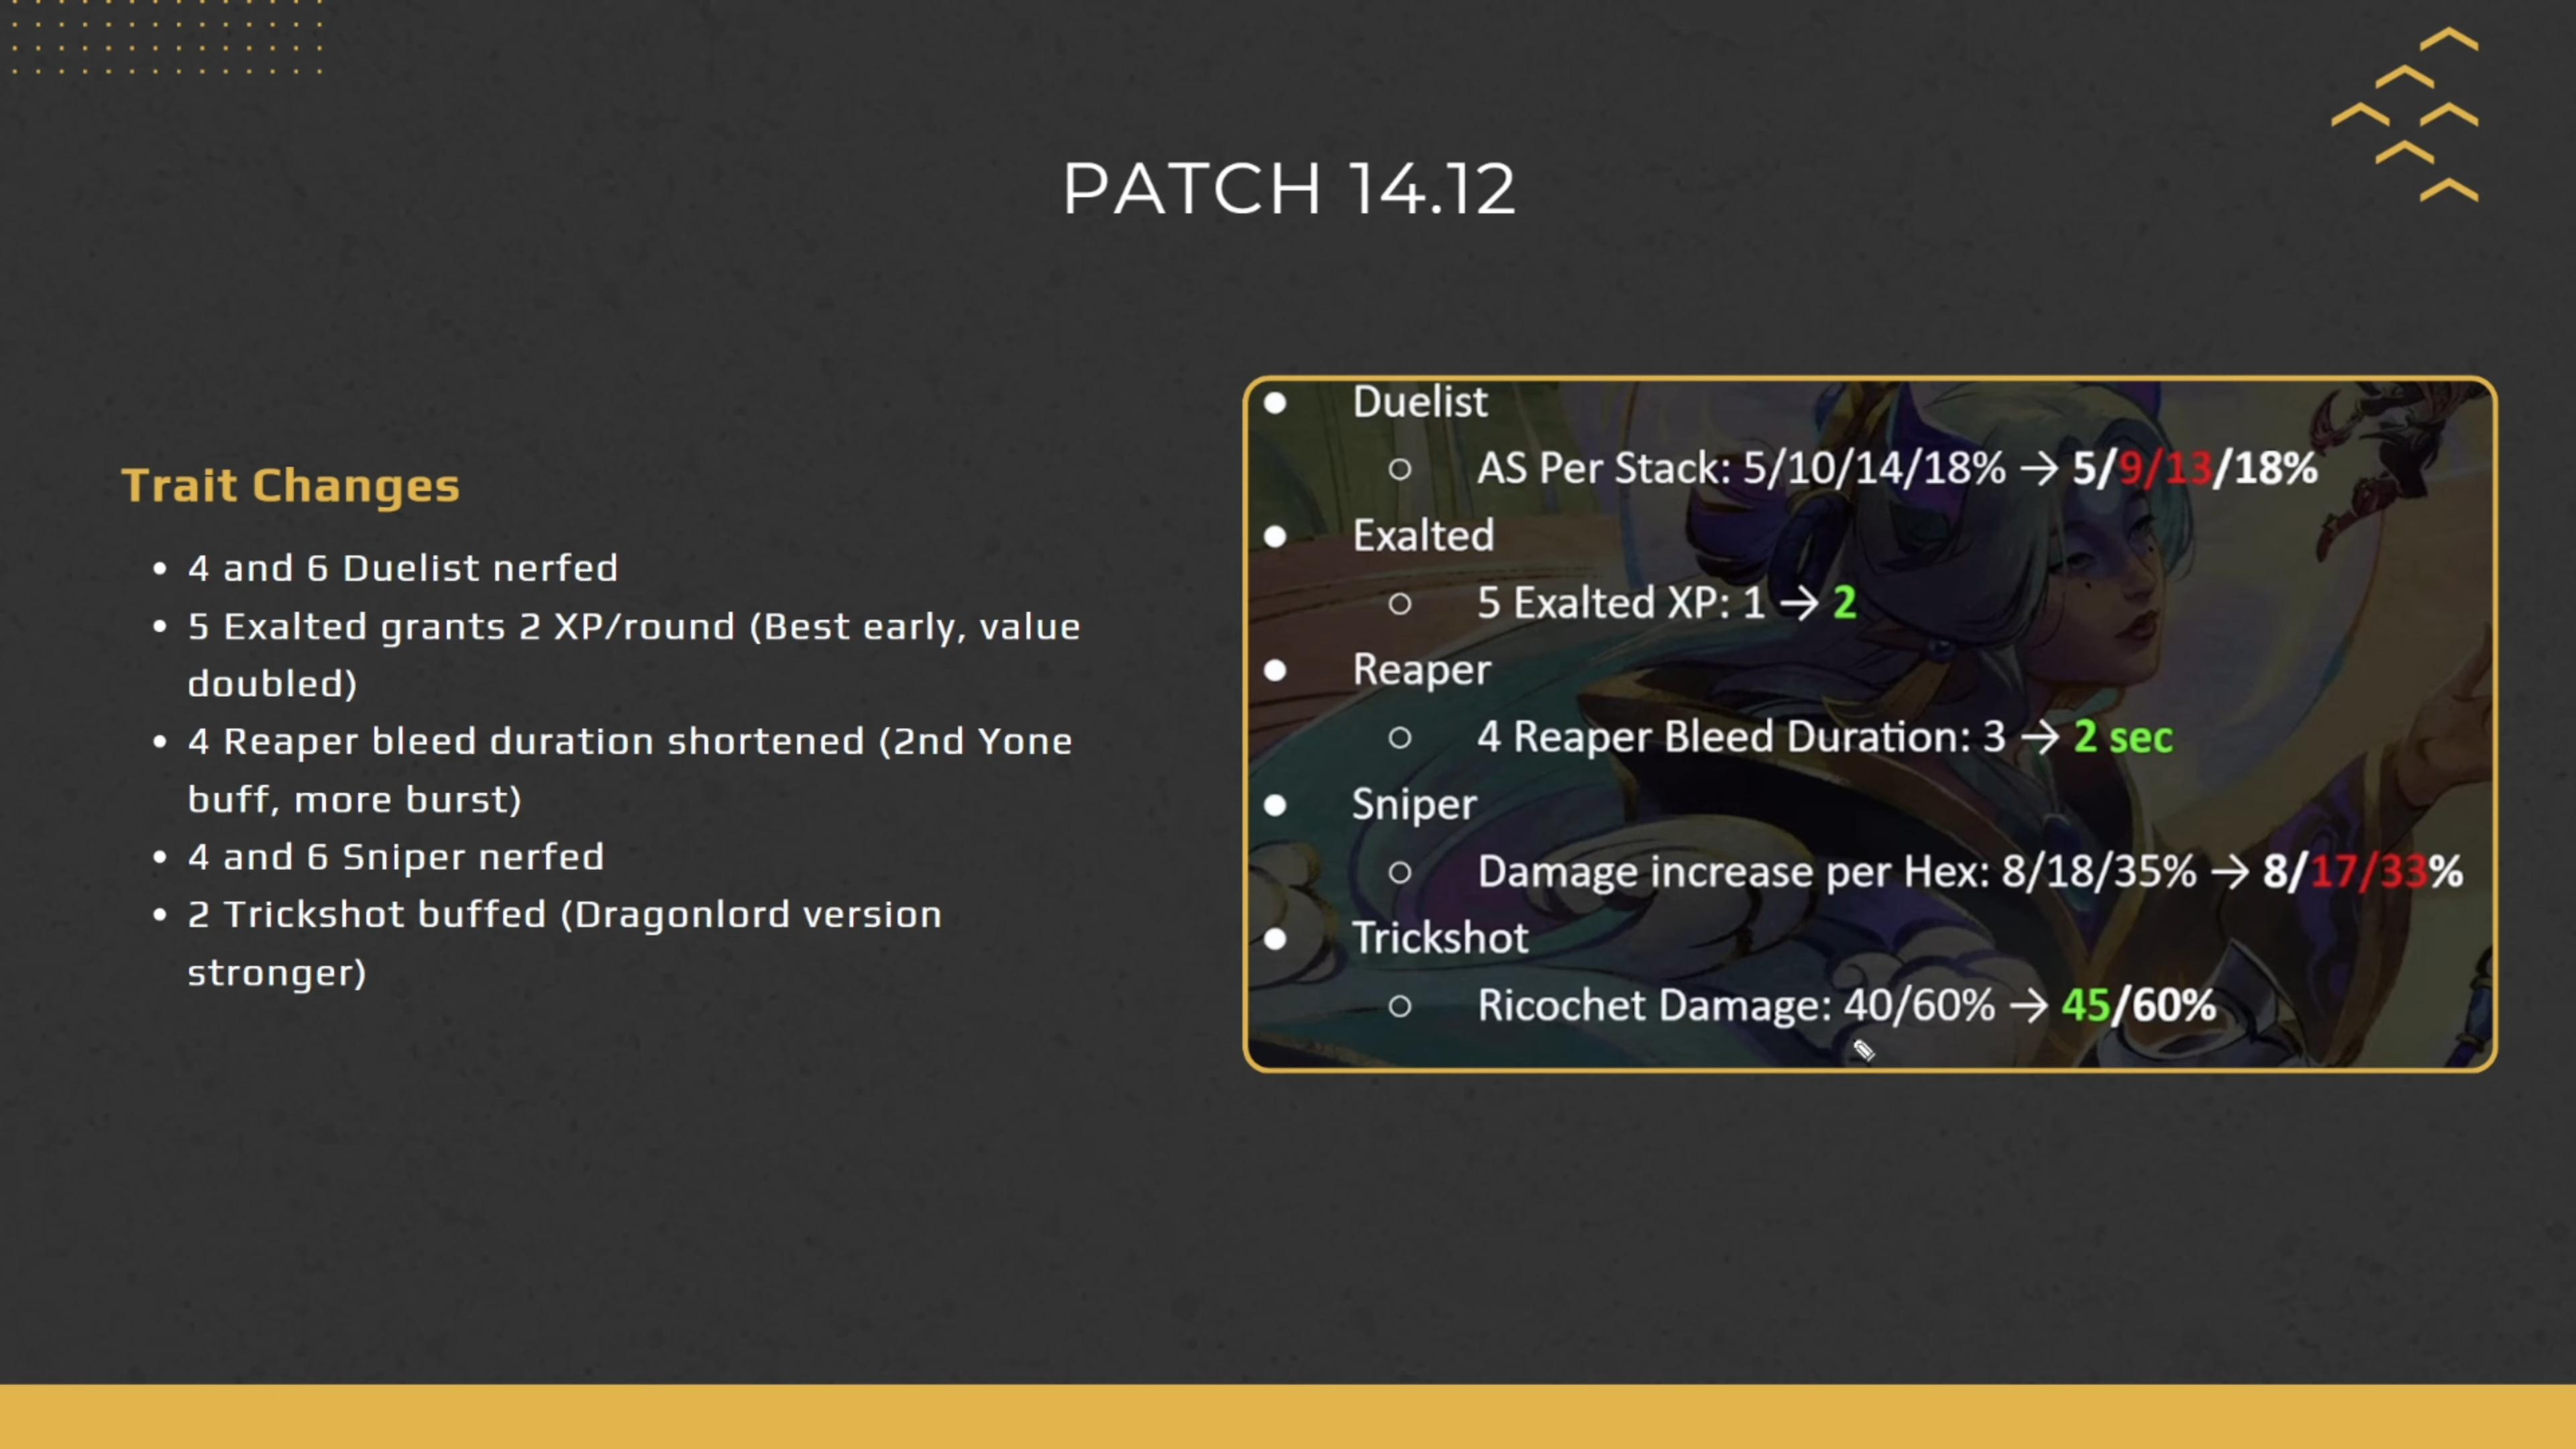 PATCH 14.12
Trait Changes
• 4 and 6 Duelist nerfed
• 5 Exalted grants 2 XP/round (Best early, value
doubled)
• 4 Reaper bleed duration shortened (2nd Yone
buff, more burst)
• 4 and 6 Sniper nerfed
• 2 Trickshot buffed (Dragonlord version
stronger)
• Duelist
○ AS Per Stack: 5/10/14/18% → 5/9/13/18%
• Exalted
○ 5 Exalted XP: 1 → 2
• Reaper
○ 4 Reaper Bleed Duration: 3 → 2 sec
• Sniper
○ Damage increase per Hex: 8/18/35% → 8/17/33%
• Trickshot
○ Ricochet Damage: 40/60% → 45/60%